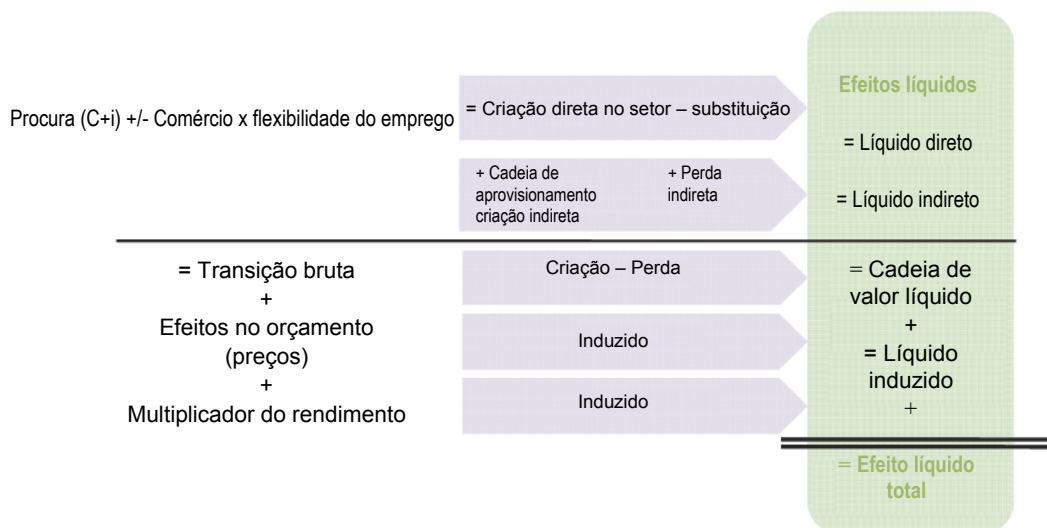 Efeitos líquidos
Procura (C+i) +/- Comércio x flexibilidade do emprego
= Criação direta no setor – substituição
= Líquido direto
+ Cadeia de
aprovisionamento
criação indireta
+ Perda
indireta
= Líquido indireto
= Transição bruta
+
Efeitos no orçamento
(preços)
+
Multiplicador do rendimento
Criação – Perda
Induzido
Induzido
= Cadeia de
valor líquido
+
= Líquido
induzido
+
= Efeito líquido
total